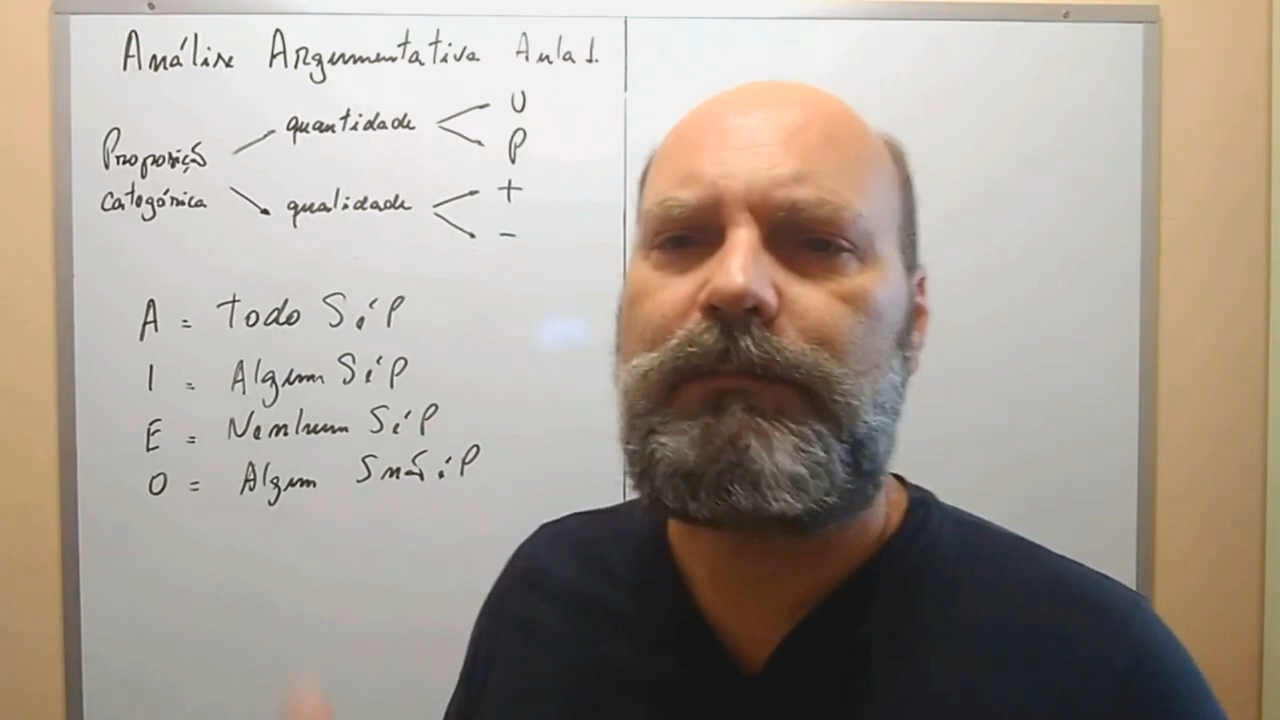 Análise Argumentativa Aula 1.
Proposição
categórica
quantidade
U
P
qualidade
+
-
A = Todo S é P
I = Algum S é P
E = Nenhum S é P
O = Algum S não é P